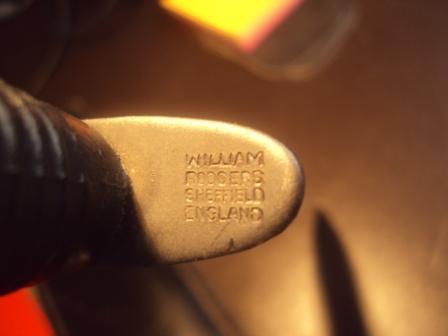 WILLIAM
RODGERS
SHEFFIELD
ENGLAND